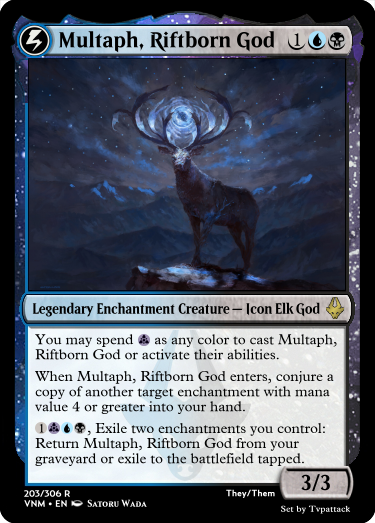 Multaph, Riftborn God 1
Legendary Enchantment Creature — Icon Elk God
You may spend as any color to cast Multaph,
Riftborn God or activate their abilities.
When Multaph, Riftborn God enters, conjure a
copy of another target enchantment with mana
value 4 or greater into your hand.
1, Exile two enchantments you control:
Return Multaph, Riftborn God from your
graveyard or exile to the battlefield tapped.
3/3
203/306 R They/Them
VNM • EN Satoru Wada Set by Tvpattack